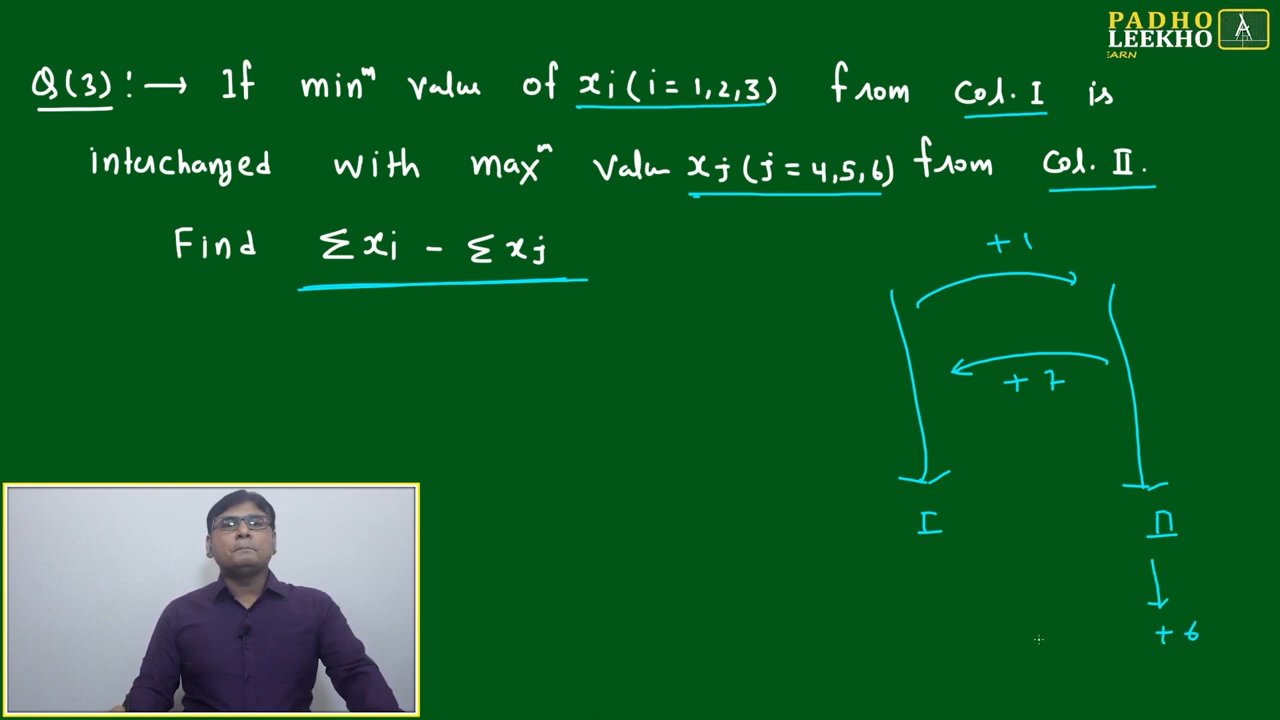 PADHO
LEEKHO
EARN
Q(3):→ If minᵐ value of xi(i=1,2,3) from Col. I is
interchanged with maxᵐ value xj(j=4,5,6) from Col. II.
Find Σxi - Σxj
+1
+7
I II
+6